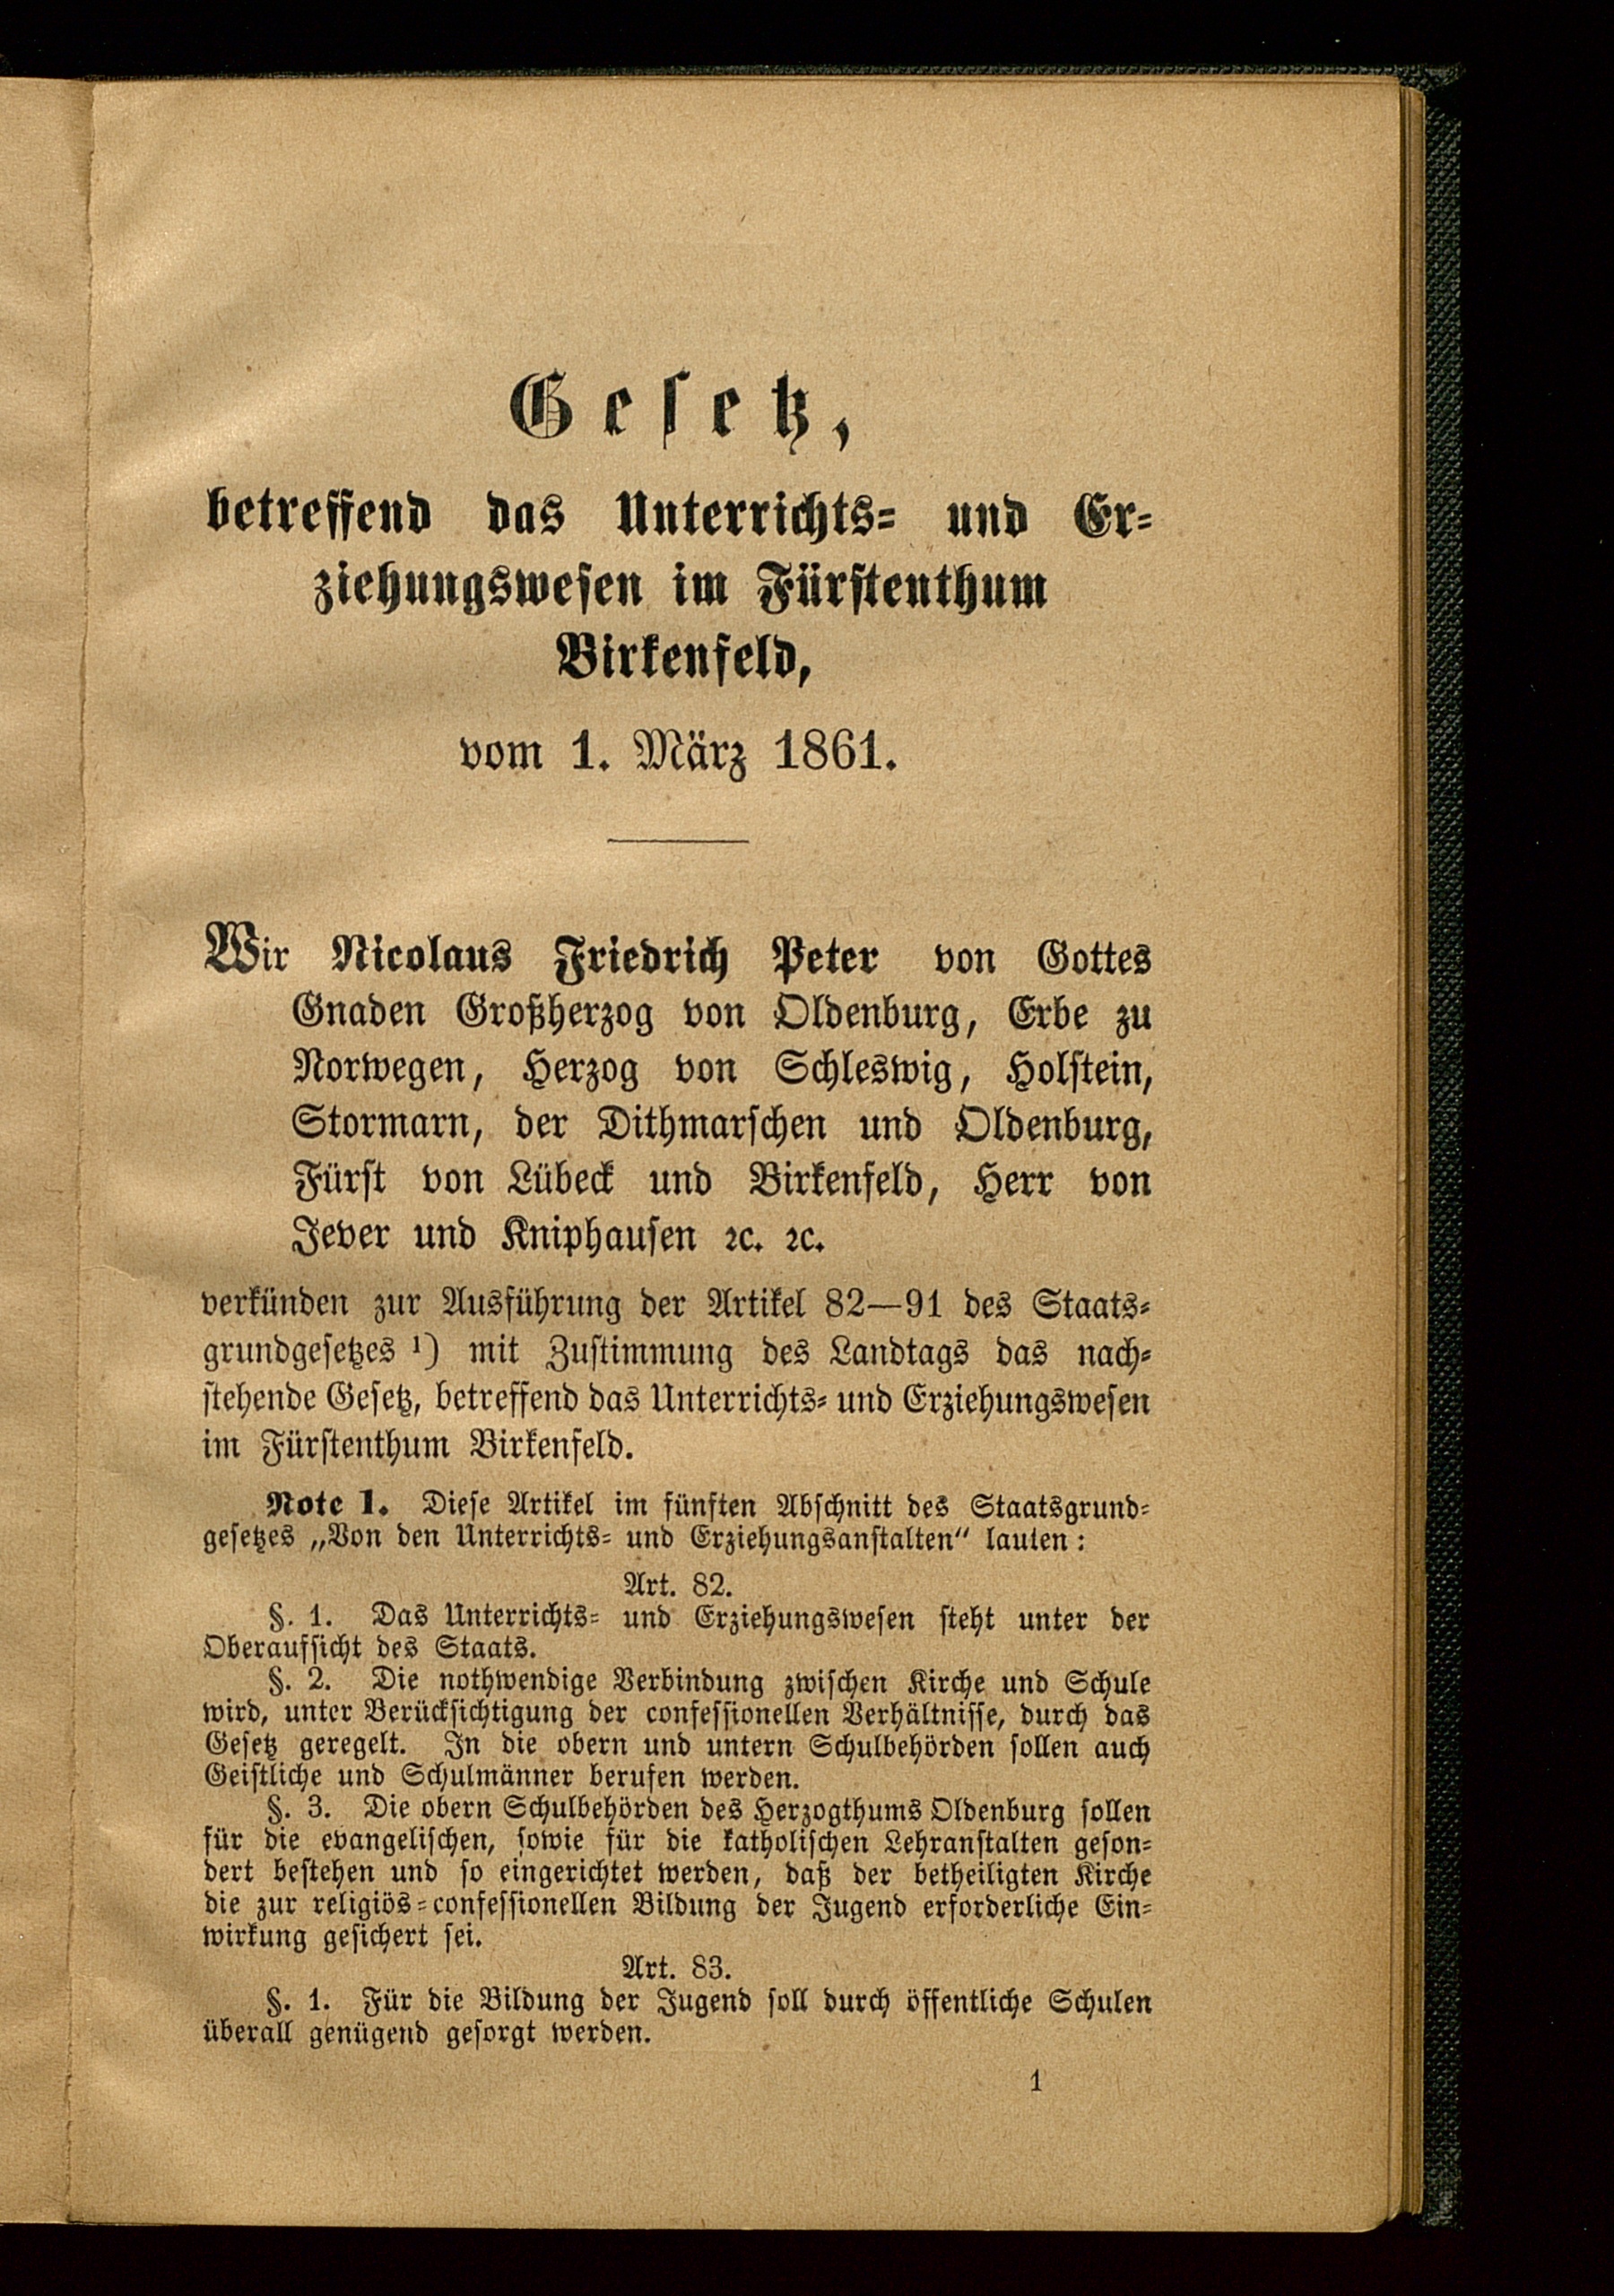 Gesetz,
betreffend das Unterrichts- und Er-
ziehungswesen im Fürstenthum
Birkenfeld,
vom 1. März 1861.
Wir Nicolaus Friedrich Peter von Gottes
Gnaden Großherzog von Oldenburg, Erbe zu
Norwegen, Herzog von Schleswig, Holstein,
Stormarn, der Dithmarschen und Oldenburg,
Fürst von Lübeck und Birkenfeld, Herr von
Jever und Kniphausen ꝛc. ꝛc.
verkünden zur Ausführung der Artikel 82—91 des Staats-
grundgesetzes ¹) mit Zustimmung des Landtags das nach-
stehende Gesetz, betreffend das Unterrichts- und Erziehungswesen
im Fürstenthum Birkenfeld.
Note 1. Diese Artikel im fünften Abschnitt des Staatsgrund-
gesetzes „Von den Unterrichts- und Erziehungsanstalten“ lauten:
Art. 82.
§. 1. Das Unterrichts- und Erziehungswesen steht unter der
Oberaufsicht des Staats.
§. 2. Die nothwendige Verbindung zwischen Kirche und Schule
wird, unter Berücksichtigung der confessionellen Verhältnisse, durch das
Gesetz geregelt. In die obern und untern Schulbehörden sollen auch
Geistliche und Schulmänner berufen werden.
§. 3. Die obern Schulbehörden des Herzogthums Oldenburg sollen
für die evangelischen, sowie für die katholischen Lehranstalten geson-
dert bestehen und so eingerichtet werden, daß der betheiligten Kirche
die zur religiös-confessionellen Bildung der Jugend erforderliche Ein-
wirkung gesichert sei.
Art. 83.
§. 1. Für die Bildung der Jugend soll durch öffentliche Schulen
überall genügend gesorgt werden.
1